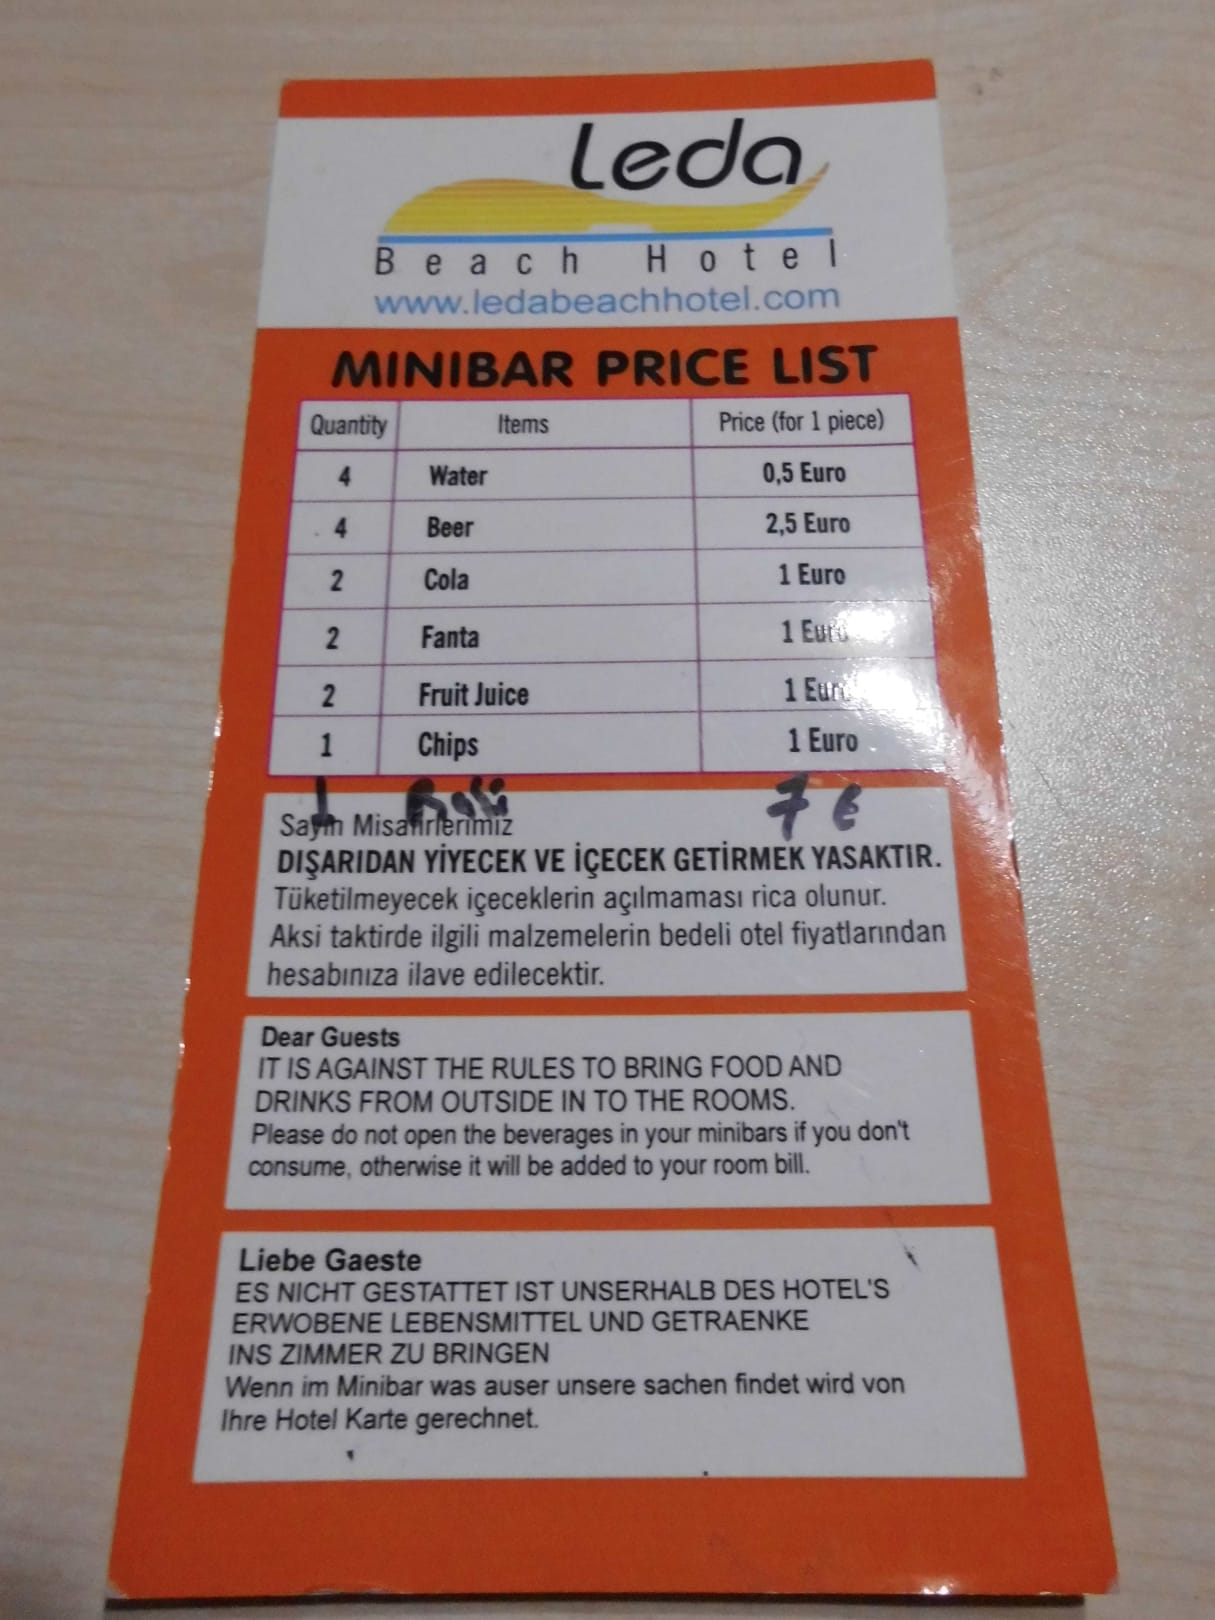 Leda
Beach Hotel
www.ledabeachhotel.com
MINIBAR PRICE LIST
Quantity Items Price (for 1 piece)
4 Water 0,5 Euro
4 Beer 2,5 Euro
2 Cola 1 Euro
2 Fanta 1 Euro
2 Fruit Juice 1 Euro
1 Chips 1 Euro
1 7 €
Sayın Misafirlerimiz
DIŞARIDAN YİYECEK VE İÇECEK GETİRMEK YASAKTIR.
Tüketilmeyecek içeceklerin açılmaması rica olunur.
Aksi taktirde ilgili malzemelerin bedeli otel fiyatlarından
hesabınıza ilave edilecektir.
Dear Guests
IT IS AGAINST THE RULES TO BRING FOOD AND
DRINKS FROM OUTSIDE IN TO THE ROOMS.
Please do not open the beverages in your minibars if you don't
consume, otherwise it will be added to your room bill.
Liebe Gaeste
ES NICHT GESTATTET IST UNSERHALB DES HOTEL'S
ERWOBENE LEBENSMITTEL UND GETRAENKE
INS ZIMMER ZU BRINGEN
Wenn im Minibar was auser unsere sachen findet wird von
Ihre Hotel Karte gerechnet.